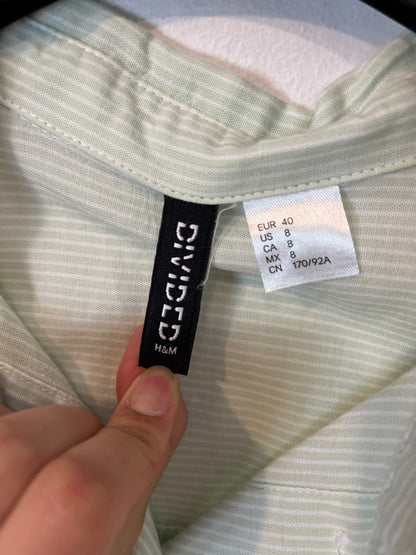 DIVIDED
H&M
EUR 40
US 8
CA 8
MX 8
CN 170/92A